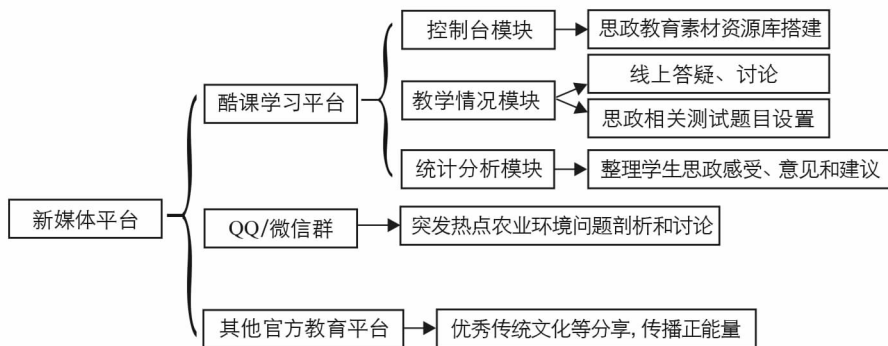 控制台模块
思政教育素材资源库搭建
线上答疑、讨论
酷课学习平台
教学情况模块
思政相关测试题目设置
统计分析模块
整理学生思政感受、意见和建议
新媒体平台
QQ/微信群
突发热点农业环境问题剖析和讨论
其他官方教育平台
优秀传统文化等分享,传播正能量